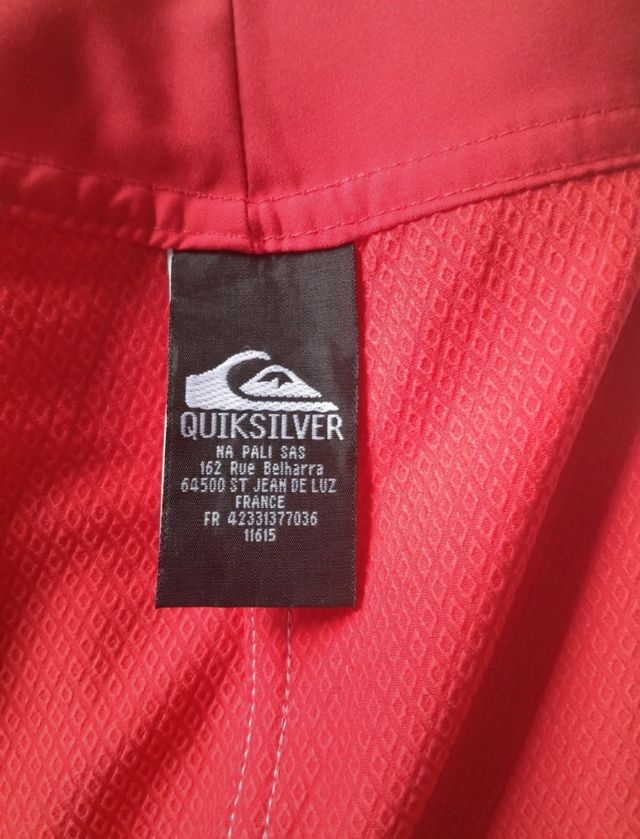 QUIKSILVER
NA PALI SAS
162 Rue Belharra
64500 ST JEAN DE LUZ
FRANCE
FR 42331377036
11615